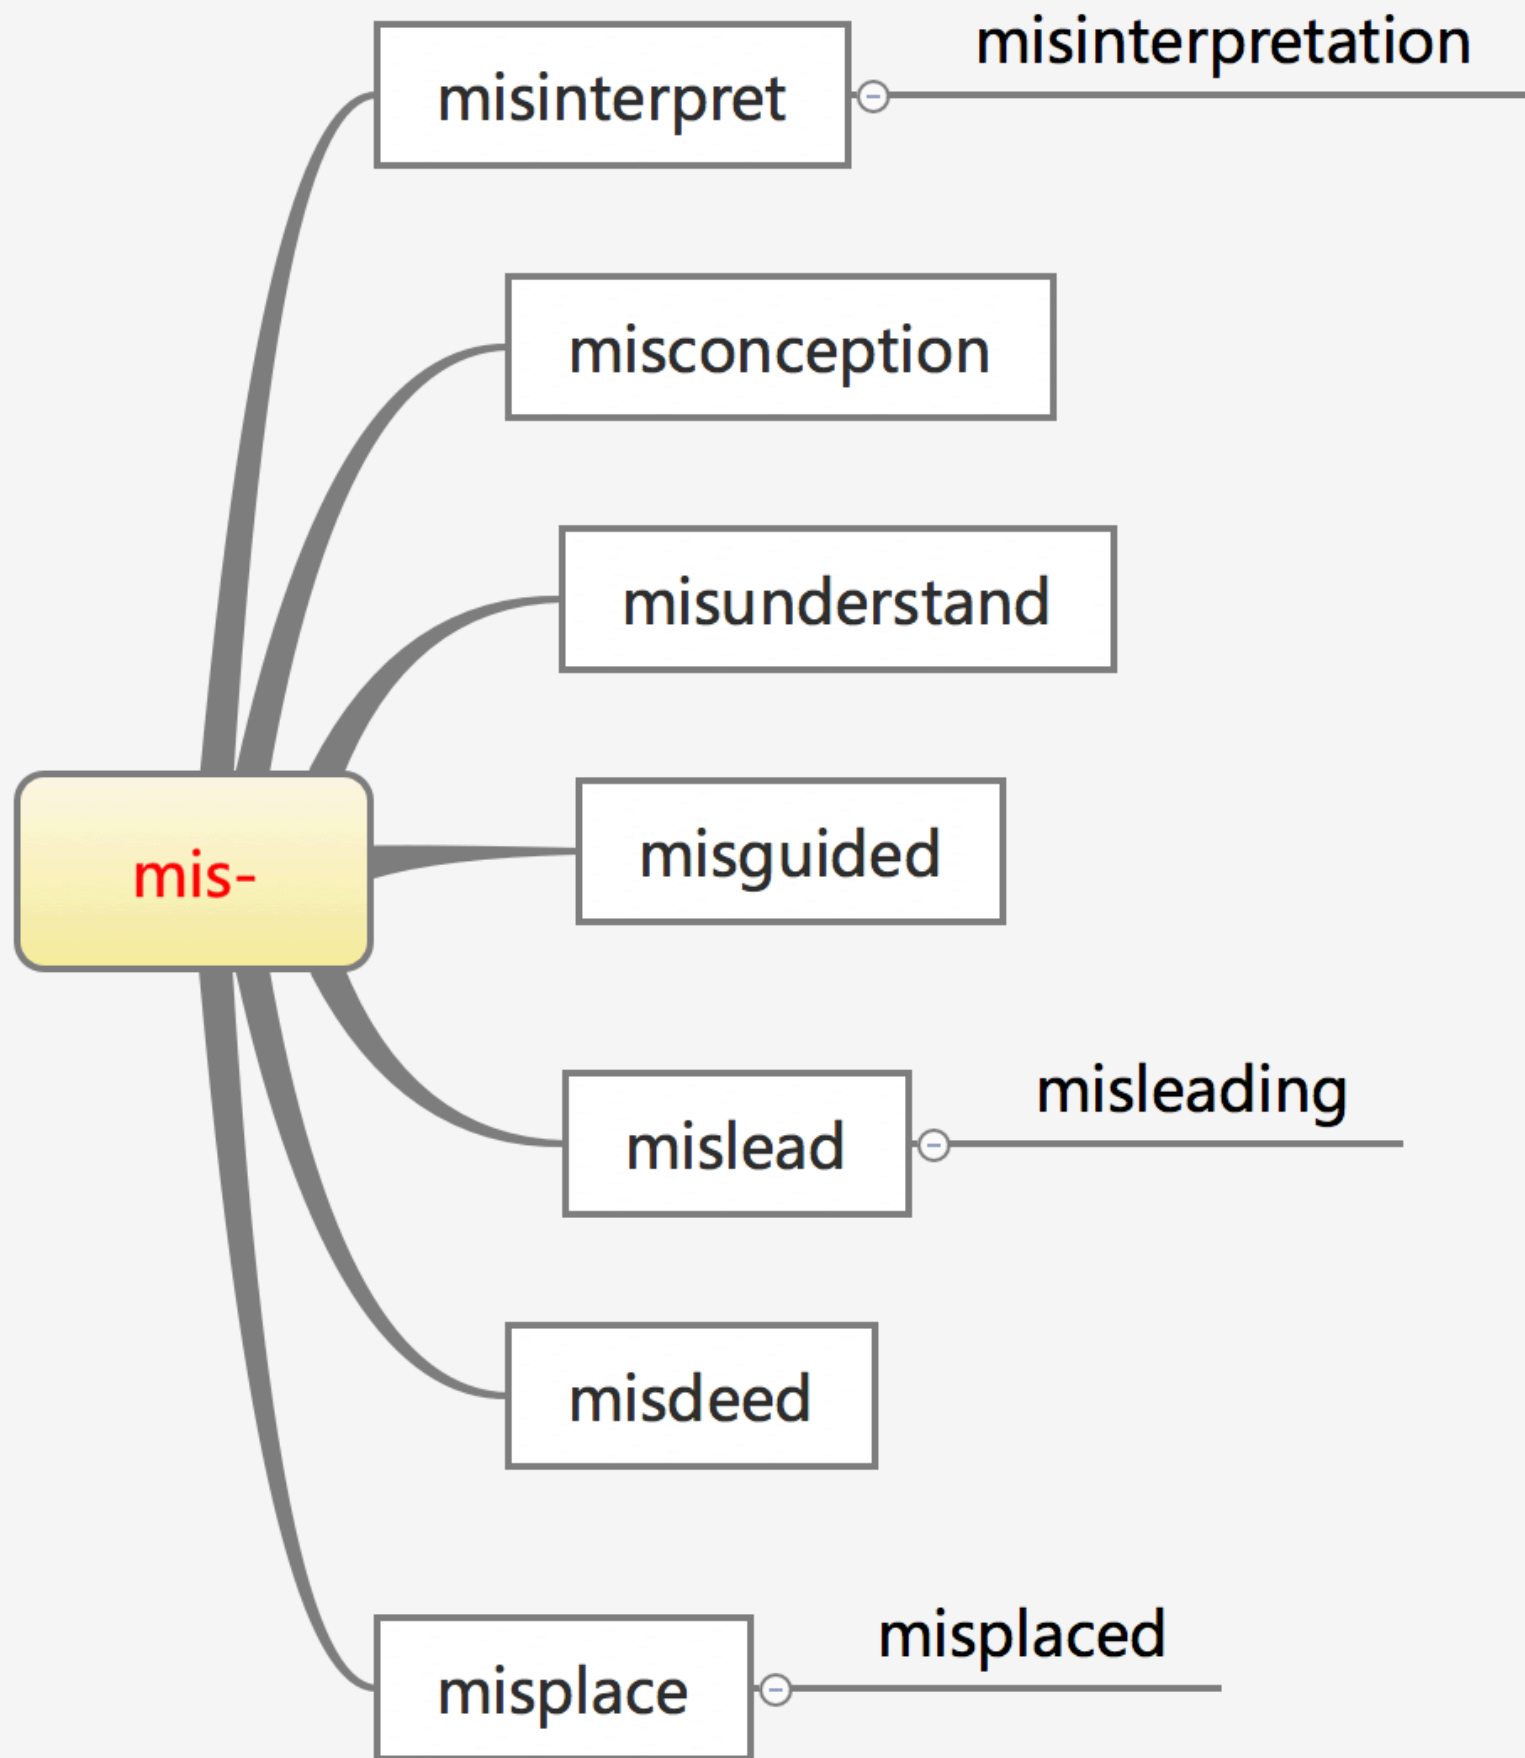 misinterpret
misinterpretation
misconception
misunderstand
misguided
mis-
mislead
misleading
misdeed
misplace
misplaced